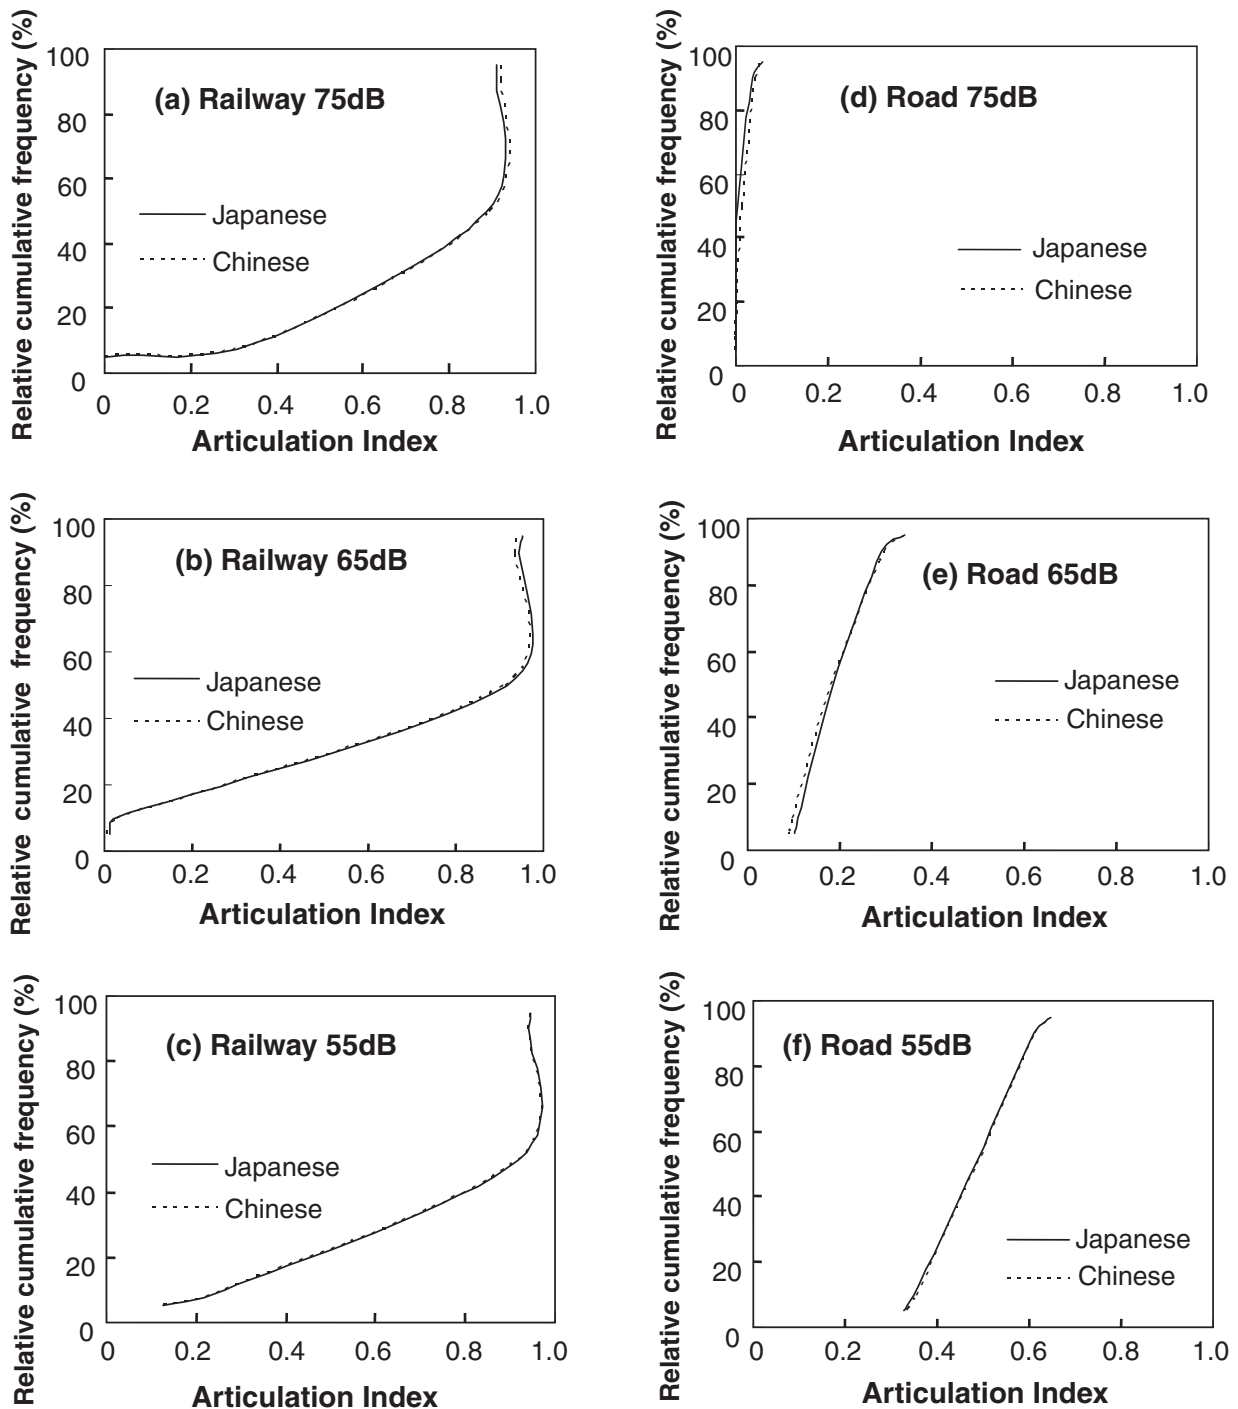 Relative cumulative frequency (%)
100
80
60
40
20
0
(a) Railway 75dB
Japanese
Chinese
0 0.2 0.4 0.6 0.8 1.0
Articulation Index
Relative cumulative frequency (%)
100
80
60
40
20
0
(d) Road 75dB
Japanese
Chinese
0 0.2 0.4 0.6 0.8 1.0
Articulation Index
Relative cumulative frequency (%)
100
80
60
40
20
0
(b) Railway 65dB
Japanese
Chinese
0 0.2 0.4 0.6 0.8 1.0
Articulation Index
Relative cumulative frequency (%)
100
80
60
40
20
0
(e) Road 65dB
Japanese
Chinese
0 0.2 0.4 0.6 0.8 1.0
Articulation Index
Relative cumulative frequency (%)
100
80
60
40
20
0
(c) Railway 55dB
Japanese
Chinese
0 0.2 0.4 0.6 0.8 1.0
Articulation Index
Relative cumulative frequency (%)
100
80
60
40
20
0
(f) Road 55dB
Japanese
Chinese
0 0.2 0.4 0.6 0.8 1.0
Articulation Index